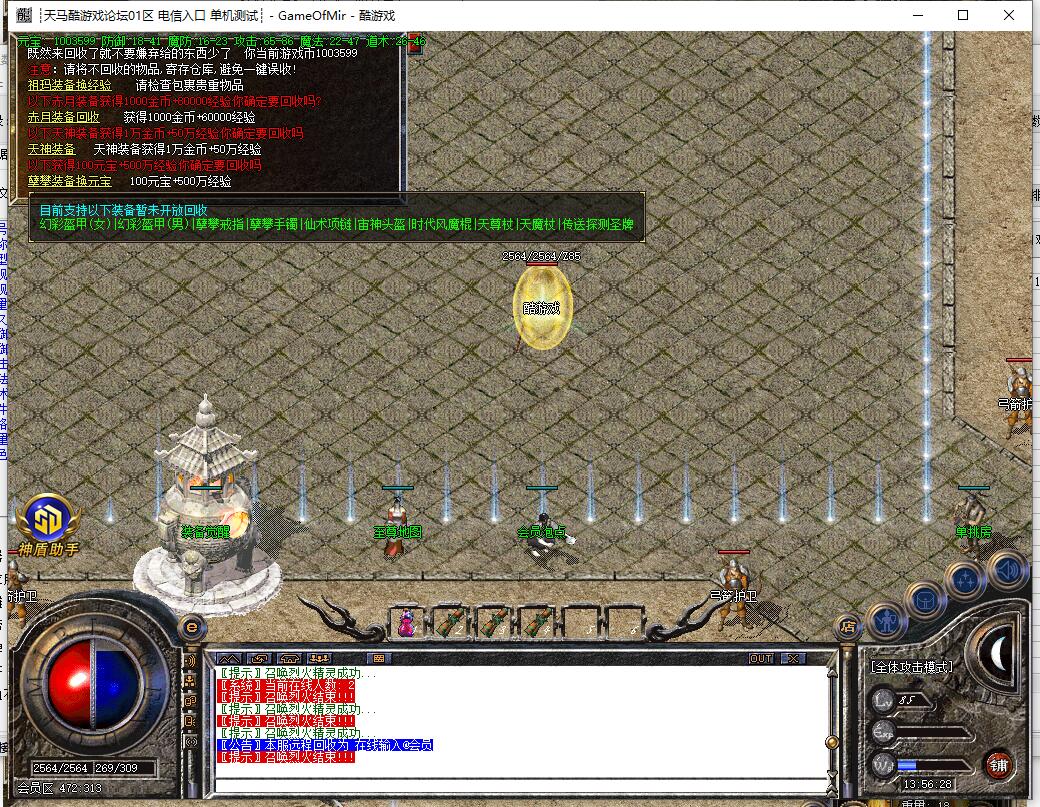 天马酷游戏论坛01区 电信入口 单机测试 - GameOfMir - 酷游戏
元宝: 1003599 防御:18-41 魔防:16-23 攻击:65-86 魔法:22-47 道术:26-46
既然来回收了就不要嫌弃给的东西少了 你当前游戏币1003599
注意: 请将不回收的物品,寄存仓库,避免一键误收!
祖玛装备换经验 请检查包裹贵重物品
以下赤月装备获得1000金币+60000经验你确定要回收吗?
赤月装备回收 获得1000金币+60000经验
以下天神装备获得1万金币+50万经验你确定要回收吗
天神装备 天神装备获得1万金币+50万经验
以下获得100元宝+500万经验你确定要回收吗
孽攀装备换元宝 100元宝+500万经验
目前支持以下装备暂未开放回收
幻彩盔甲(女)|幻彩盔甲(男)|孽攀戒指|孽攀手镯|仙术项链|宙神头盔|时代风魔棍|天尊杖|天魔杖|传送探测圣牌
2564/2564/Z85
酷游戏
弓箭护
装备觉醒
至尊地图
会员泡点
单挑房
神盾助手
弓箭护卫
箭护卫
店
OUT
【提示】召唤烈火精灵成功...
【系统】当前在线人数: 2
【提示】召唤烈火结束!!!
【提示】召唤烈火精灵成功...
【提示】召唤烈火结束!!!
【提示】召唤烈火精灵成功...
【公告】本服远程回收为 在线输入@会员
【提示】召唤烈火结束!!!
[全体攻击模式]
Lv 85
Exp
W
铺
2564/2564 269/309
会员区 472:313
13:56:28